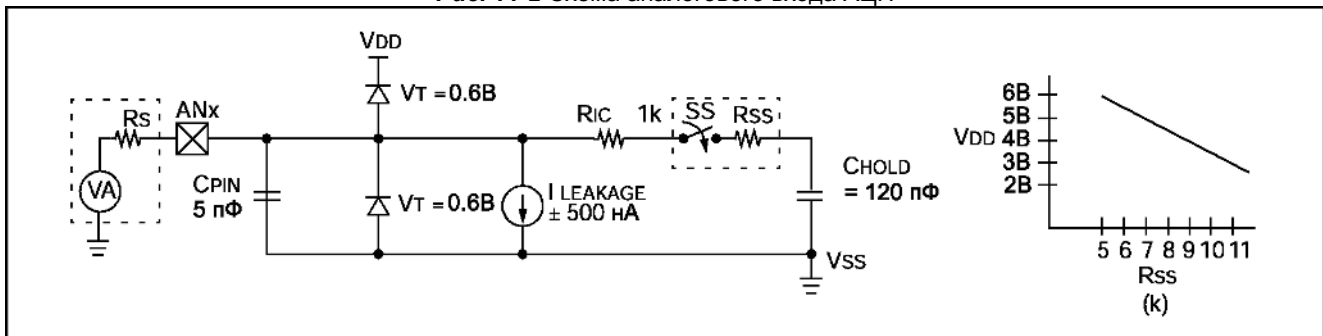 VDD
VT = 0.6В
RS
ANx
RIC
1k
SS
RSS
VA
CPIN
5 пФ
VT = 0.6В
I LEAKAGE
± 500 нА
CHOLD
= 120 пФ
VSS
6В
5В
VDD 4В
3В
2В
5 6 7 8 9 10 11
RSS
(k)